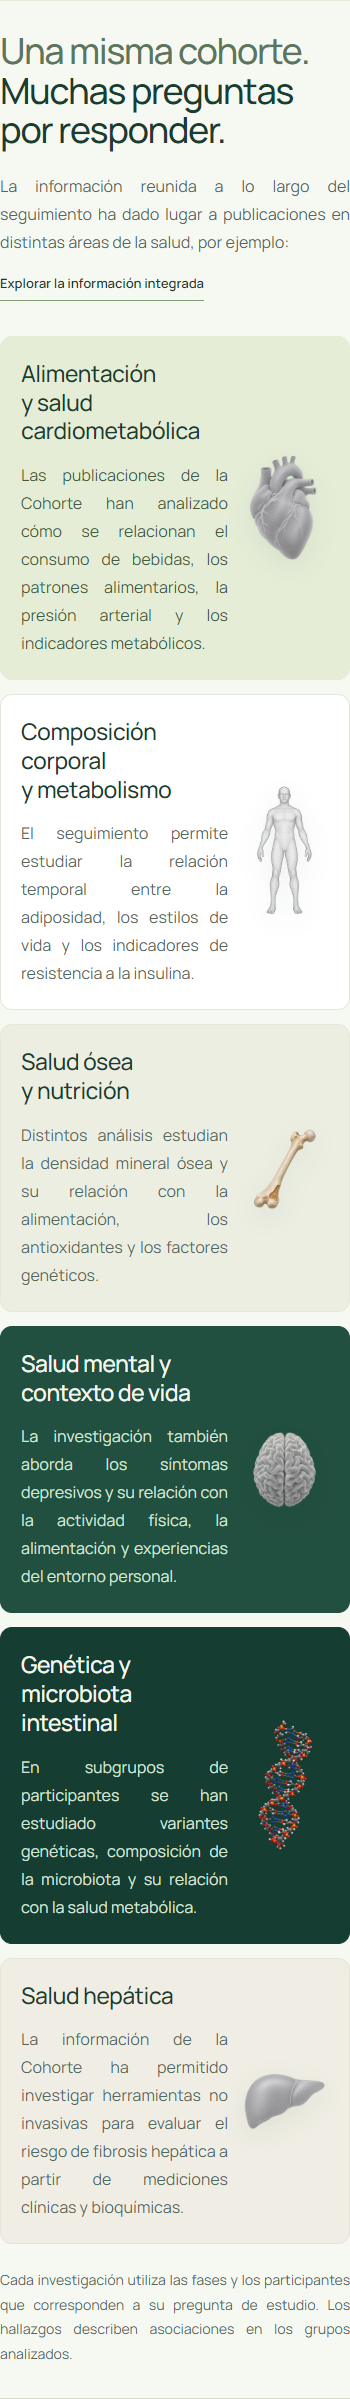 Una misma cohorte.
Muchas preguntas
por responder.
La información reunida a lo largo del
seguimiento ha dado lugar a publicaciones en
distintas áreas de la salud, por ejemplo:
Explorar la información integrada
Alimentación
y salud
cardiometabólica
Las publicaciones de la
Cohorte han analizado
cómo se relacionan el
consumo de bebidas, los
patrones alimentarios, la
presión arterial y los
indicadores metabólicos.
Composición
corporal
y metabolismo
El seguimiento permite
estudiar la relación
temporal entre la
adiposidad, los estilos de
vida y los indicadores de
resistencia a la insulina.
Salud ósea
y nutrición
Distintos análisis estudian
la densidad mineral ósea y
su relación con la
alimentación, los
antioxidantes y los factores
genéticos.
Salud mental y
contexto de vida
La investigación también
aborda los síntomas
depresivos y su relación con
la actividad física, la
alimentación y experiencias
del entorno personal.
Genética y
microbiota
intestinal
En subgrupos de
participantes se han
estudiado variantes
genéticas, composición de
la microbiota y su relación
con la salud metabólica.
Salud hepática
La información de la
Cohorte ha permitido
investigar herramientas no
invasivas para evaluar el
riesgo de fibrosis hepática a
partir de mediciones
clínicas y bioquímicas.
Cada investigación utiliza las fases y los participantes
que corresponden a su pregunta de estudio. Los
hallazgos describen asociaciones en los grupos
analizados.